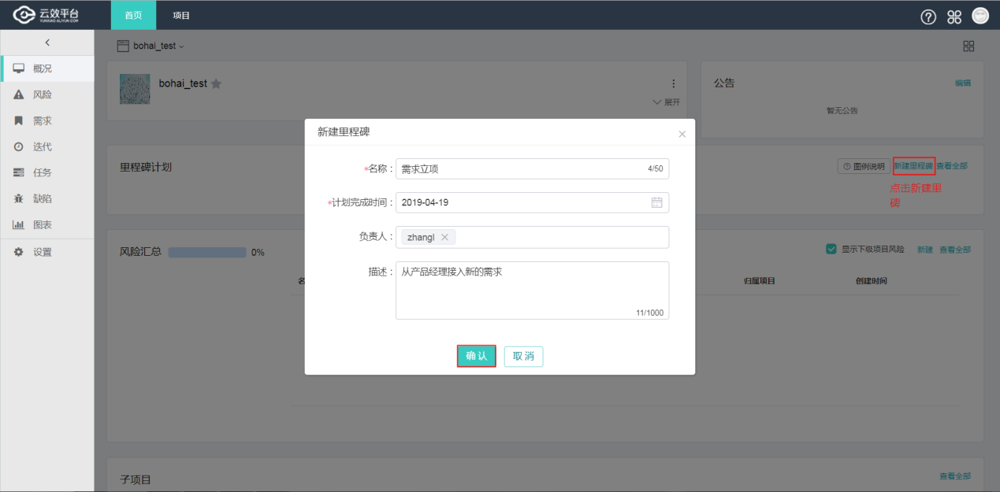 云效平台
YUNXIAO.ALIYUN.COM
首页
项目
bohai_test
概况
风险
需求
迭代
任务
缺陷
图表
设置
bohai_test
展开
公告
编辑
暂无公告
里程碑计划
图例说明
新建里程碑
查看全部
点击新建里
碑
新建里程碑
*名称：
需求立项
4/50
*计划完成时间：
2019-04-19
负责人：
zhangl
描述：
从产品经理接入新的需求
11/1000
确认
取消
风险汇总
0%
显示下级项目风险
新建
查看全部
归属项目
创建时间
子项目
查看全部